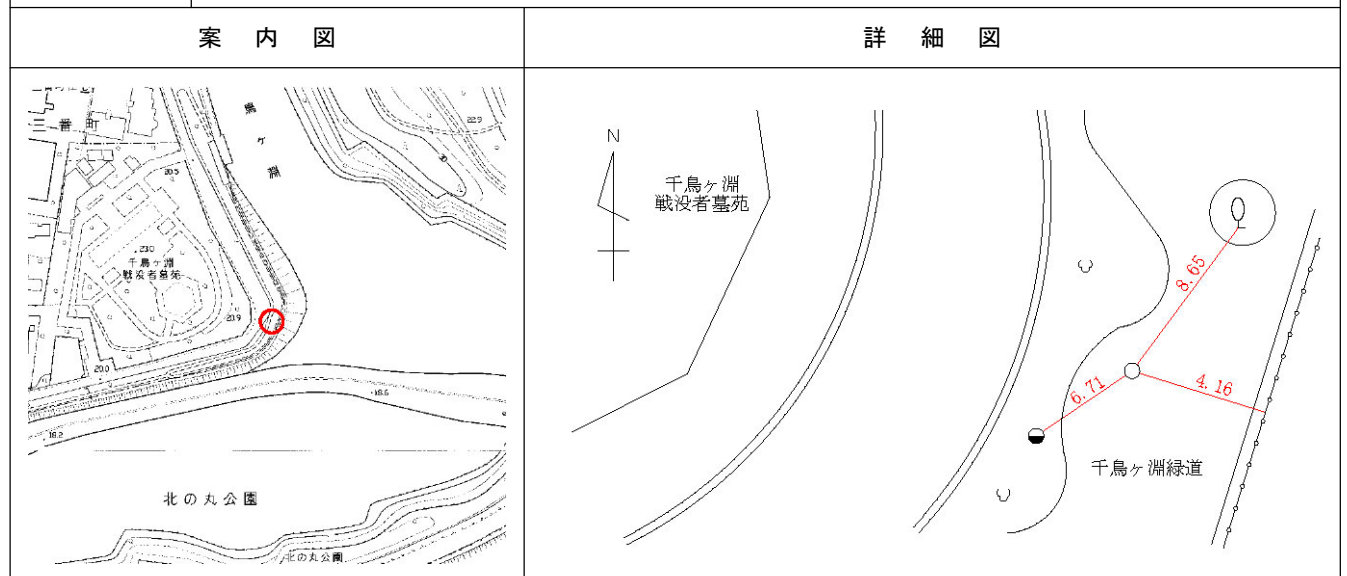 案 内 図
詳 細 図
三番町
鳥ヶ淵
22.9
20.5
23.0
千鳥ヶ淵
戦没者墓苑
20.9
20.0
18.6
18.2
北の丸公園
北の丸公園
N
千鳥ヶ淵
戦没者墓苑
8.65
6.71
4.16
千鳥ヶ淵緑道